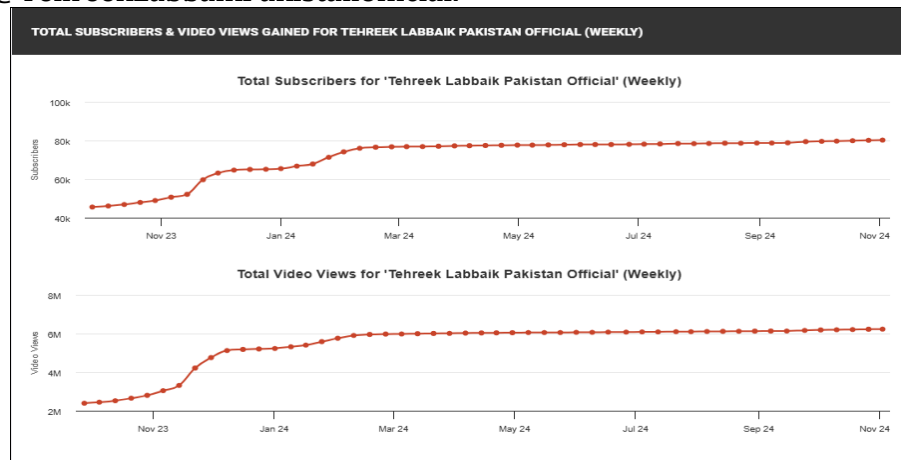 TOTAL SUBSCRIBERS & VIDEO VIEWS GAINED FOR TEHREEK LABBAIK PAKISTAN OFFICIAL (WEEKLY)
Total Subscribers for 'Tehreek Labbaik Pakistan Official' (Weekly)
100k
80k
60k
40k
Subscribers
Nov 23 Jan 24 Mar 24 May 24 Jul 24 Sep 24 Nov 24
Total Video Views for 'Tehreek Labbaik Pakistan Official' (Weekly)
8M
6M
4M
2M
Video Views
Nov 23 Jan 24 Mar 24 May 24 Jul 24 Sep 24 Nov 24